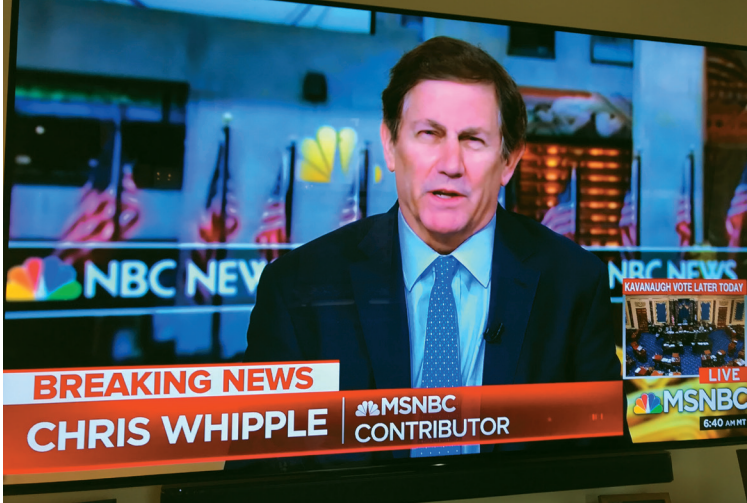 NBC NEWS
NBC NEWS
KAVANAUGH VOTE LATER TODAY
LIVE
BREAKING NEWS
CHRIS WHIPPLE
MSNBC
CONTRIBUTOR
MSNBC
6:40 AM MT